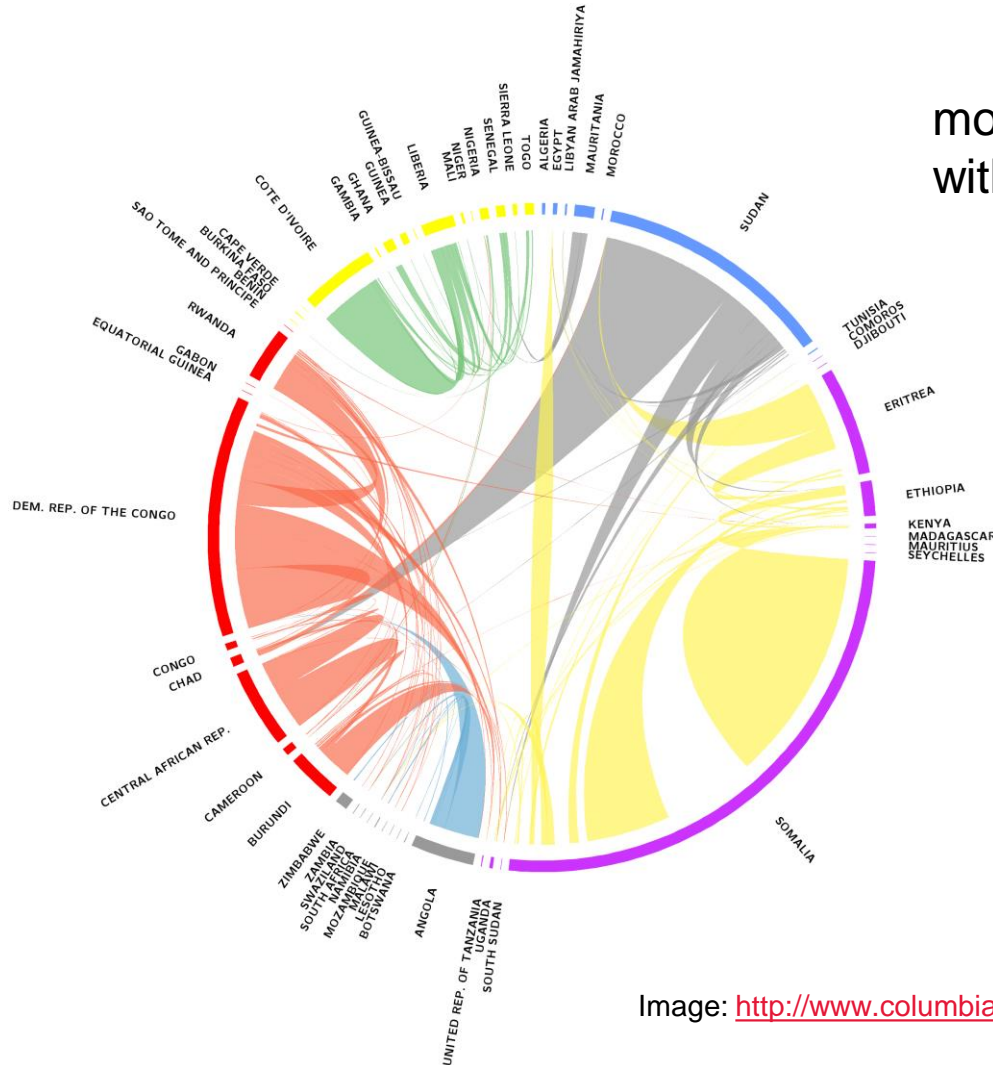 mo
with
ALGERIA
EGYPT
LIBYAN ARAB JAMAHIRIYA
MAURITANIA
MOROCCO
SUDAN
TUNISIA
COMOROS
DJIBOUTI
ERITREA
ETHIOPIA
KENYA
MADAGASCAR
MAURITIUS
SEYCHELLES
SOMALIA
SOUTH SUDAN
UGANDA
UNITED REP. OF TANZANIA
ANGOLA
BOTSWANA
LESOTHO
MALAWI
MOZAMBIQUE
NAMIBIA
SOUTH AFRICA
SWAZILAND
ZAMBIA
ZIMBABWE
BURUNDI
CAMEROON
CENTRAL AFRICAN REP.
CHAD
CONGO
DEM. REP. OF THE CONGO
EQUATORIAL GUINEA
GABON
RWANDA
SAO TOME AND PRINCIPE
BENIN
BURKINA FASO
CAPE VERDE
COTE D'IVOIRE
GAMBIA
GHANA
GUINEA
GUINEA-BISSAU
LIBERIA
MALI
NIGER
NIGERIA
SENEGAL
SIERRA LEONE
TOGO
Image: http://www.columbia